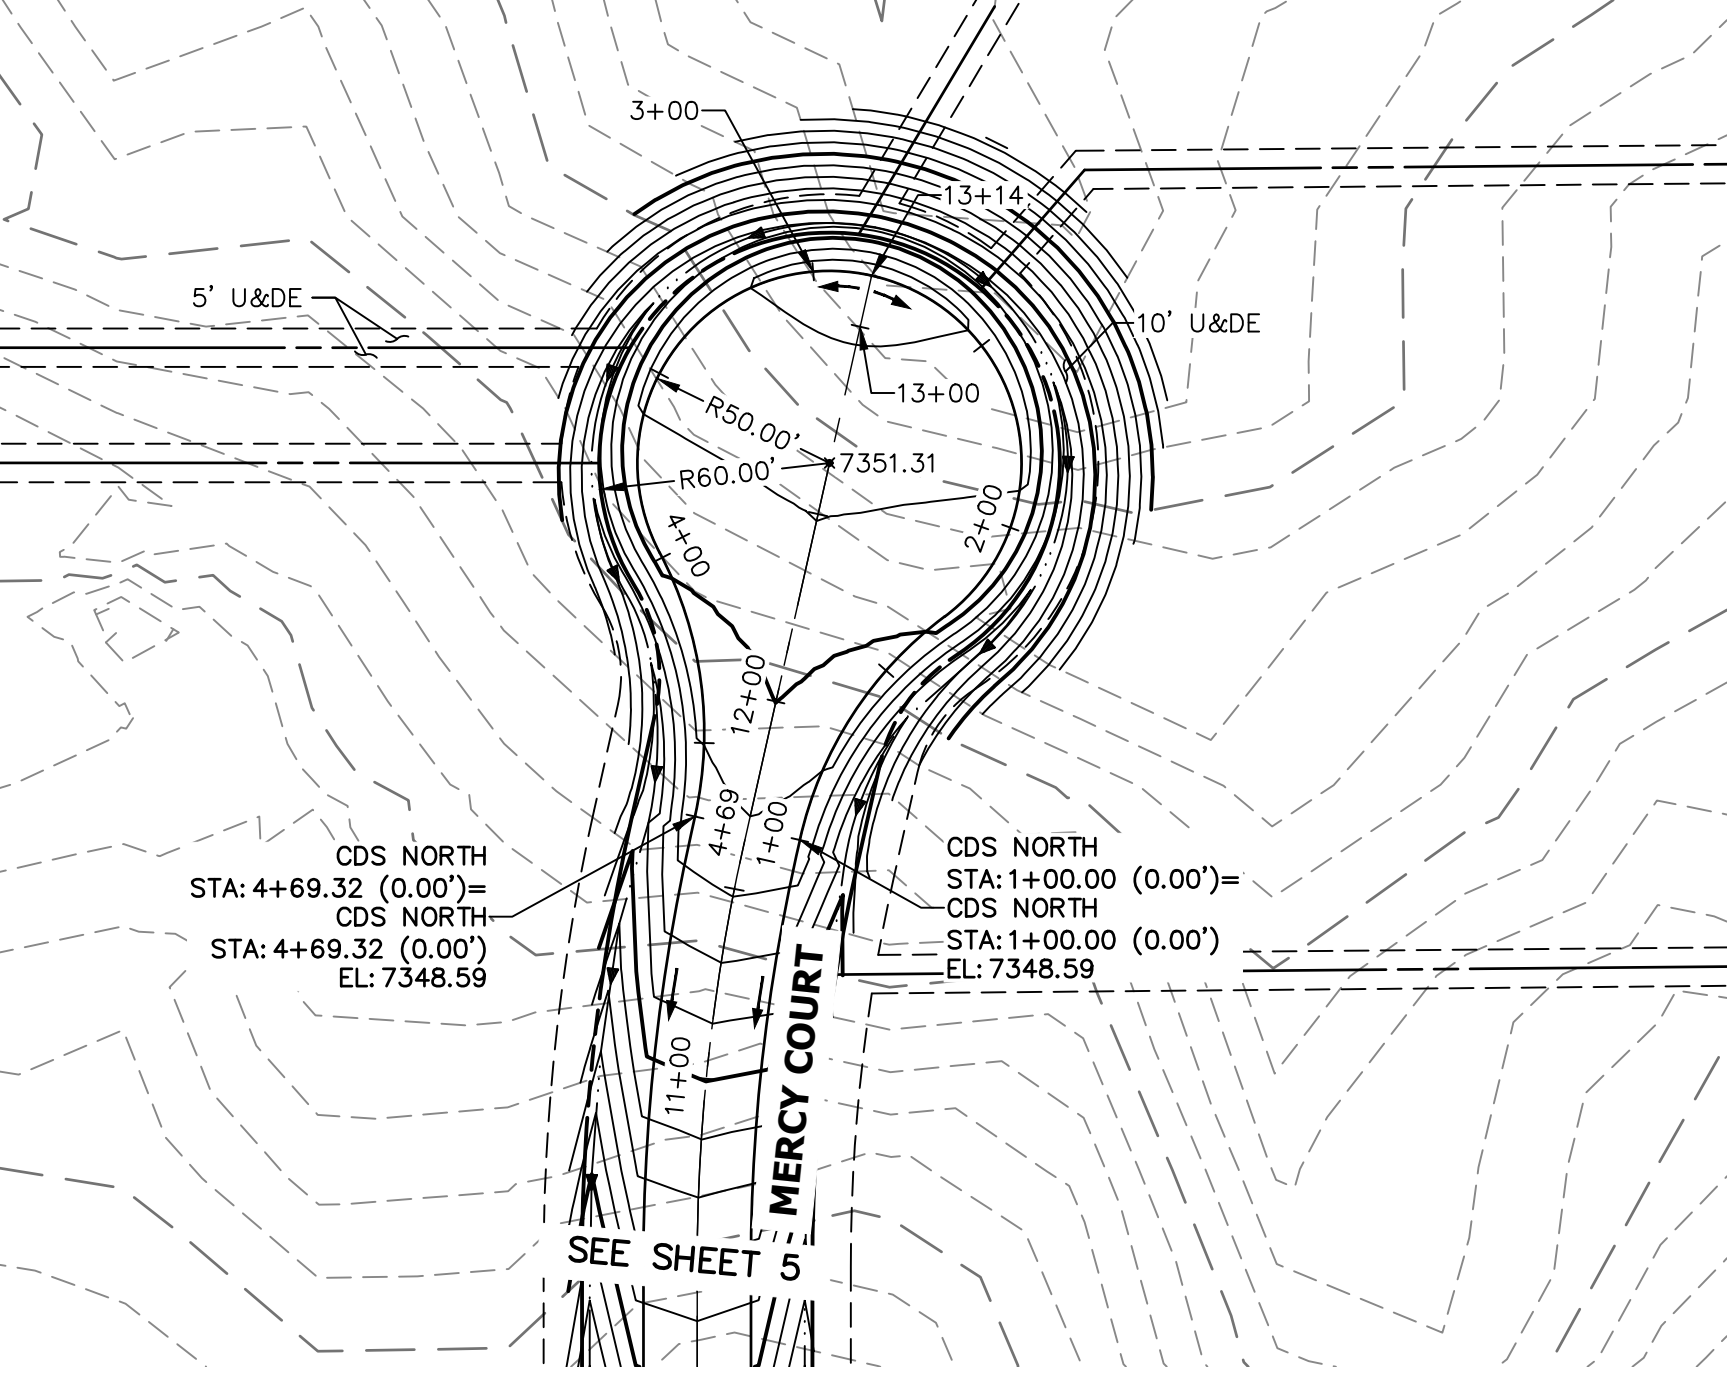 3+00
13+14
5' U&DE
10' U&DE
13+00
R50.00'
7351.31
R60.00'
2+00
4+00
12+00
4+69
1+00
CDS NORTH
STA: 4+69.32 (0.00')=
CDS NORTH
STA: 4+69.32 (0.00')
EL: 7348.59
CDS NORTH
STA: 1+00.00 (0.00')=
CDS NORTH
STA: 1+00.00 (0.00')
EL: 7348.59
MERCY COURT
11+00
SEE SHEET 5